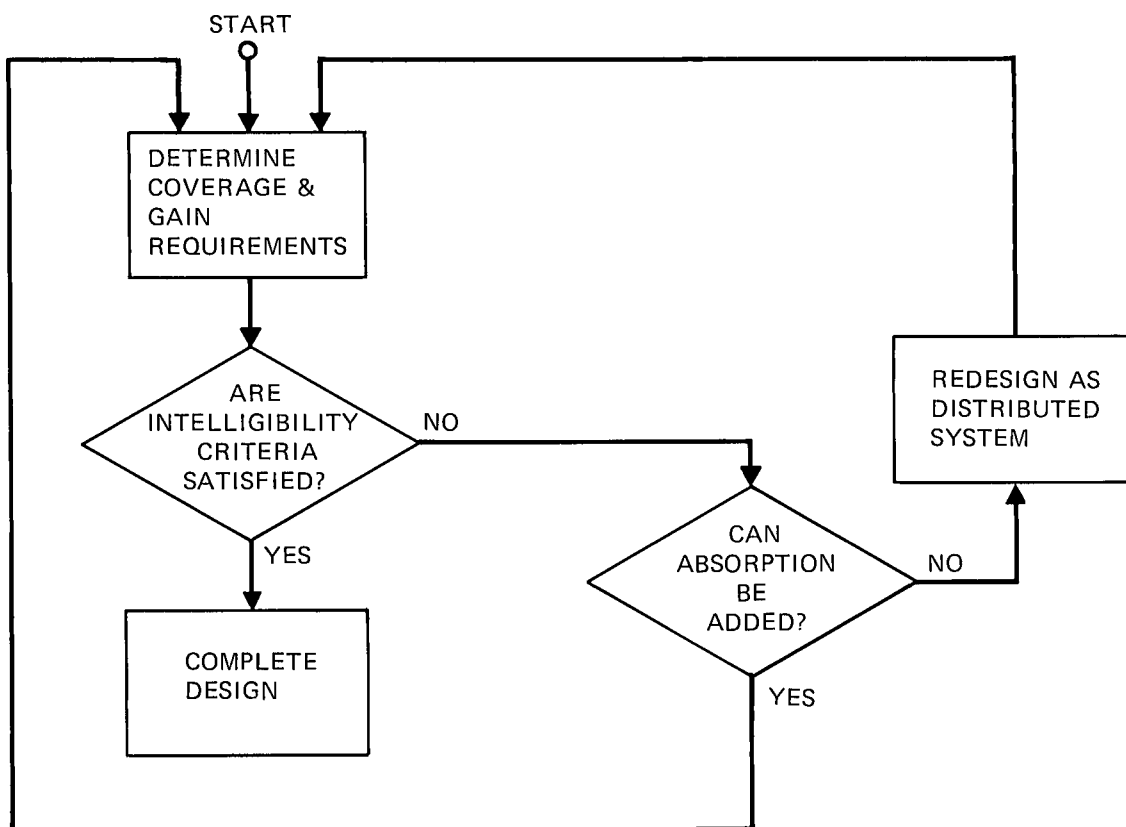 START
DETERMINE
COVERAGE &
GAIN
REQUIREMENTS
ARE
INTELLIGIBILITY
CRITERIA
SATISFIED?
NO
YES
COMPLETE
DESIGN
CAN
ABSORPTION
BE
ADDED?
NO
YES
REDESIGN AS
DISTRIBUTED
SYSTEM